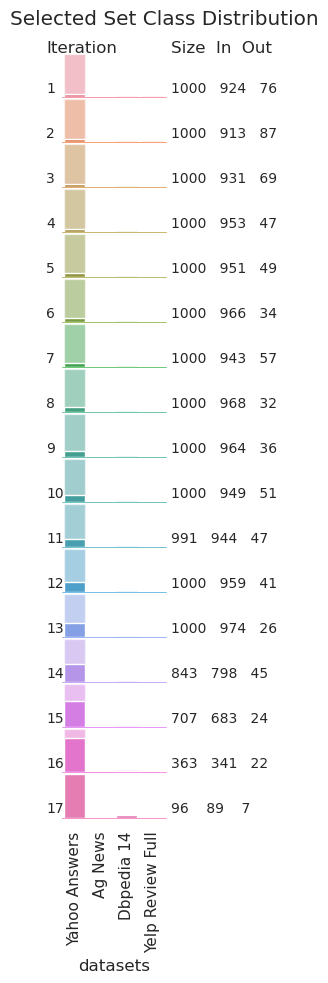 Selected Set Class Distribution
Iteration Size In Out
1 1000 924 76
2 1000 913 87
3 1000 931 69
4 1000 953 47
5 1000 951 49
6 1000 966 34
7 1000 943 57
8 1000 968 32
9 1000 964 36
10 1000 949 51
11 991 944 47
12 1000 959 41
13 1000 974 26
14 843 798 45
15 707 683 24
16 363 341 22
17 96 89 7
Yahoo Answers
Ag News
Dbpedia 14
Yelp Review Full
datasets